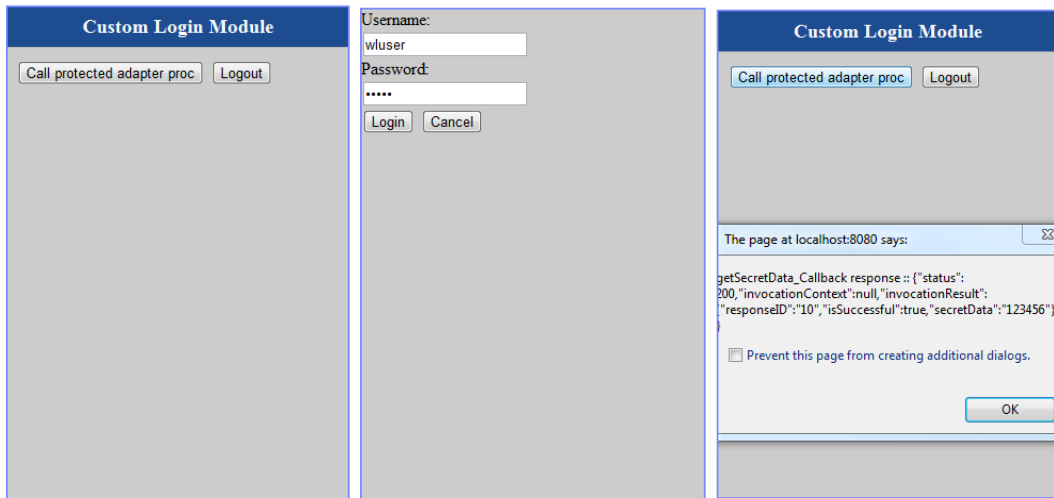 Custom Login Module
Call protected adapter proc Logout
Username:
wluser
Password:
•••••
Login Cancel
Custom Login Module
Call protected adapter proc Logout
The page at localhost:8080 says:
getSecretData_Callback response :: {"status":
200,"invocationContext":null,"invocationResult":
{"responseID":"10","isSuccessful":true,"secretData":"123456"}
}
Prevent this page from creating additional dialogs.
OK